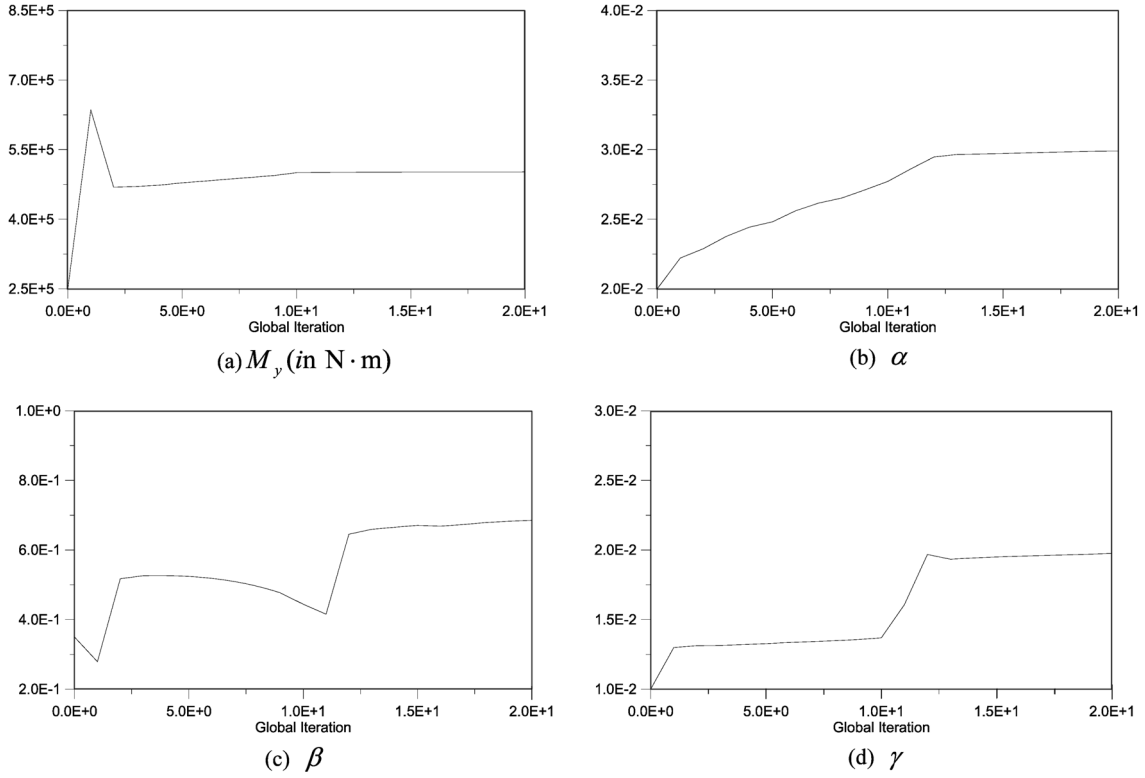 8.5E+5
7.0E+5
5.5E+5
4.0E+5
2.5E+5
0.0E+0 5.0E+0 1.0E+1 1.5E+1 2.0E+1
Global Iteration
(a) M_y (in N · m)
4.0E-2
3.5E-2
3.0E-2
2.5E-2
2.0E-2
0.0E+0 5.0E+0 1.0E+1 1.5E+1 2.0E+1
Global Iteration
(b) α
1.0E+0
8.0E-1
6.0E-1
4.0E-1
2.0E-1
0.0E+0 5.0E+0 1.0E+1 1.5E+1 2.0E+1
Global Iteration
(c) β
3.0E-2
2.5E-2
2.0E-2
1.5E-2
1.0E-2
0.0E+0 5.0E+0 1.0E+1 1.5E+1 2.0E+1
Global Iteration
(d) γ